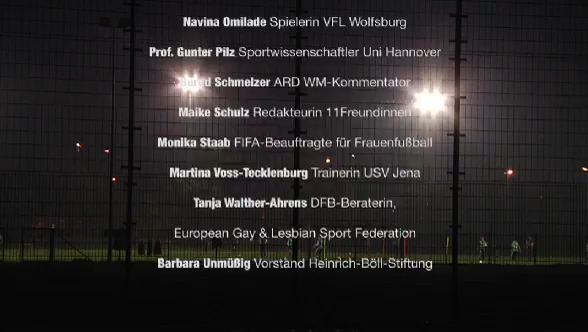 Navina Omilade Spielerin VFL Wolfsburg
Prof. Gunter Pilz Sportwissenschaftler Uni Hannover
Schmelzer ARD WM-Kommentator
Maike Schulz Redakteurin 11Freundinnen
Monika Staab FIFA-Beauftragte für Frauenfußball
Martina Voss-Tecklenburg Trainerin USV Jena
Tanja Walther-Ahrens DFB-Beraterin,
European Gay & Lesbian Sport Federation
Barbara Unmüßig Vorstand Heinrich-Böll-Stiftung